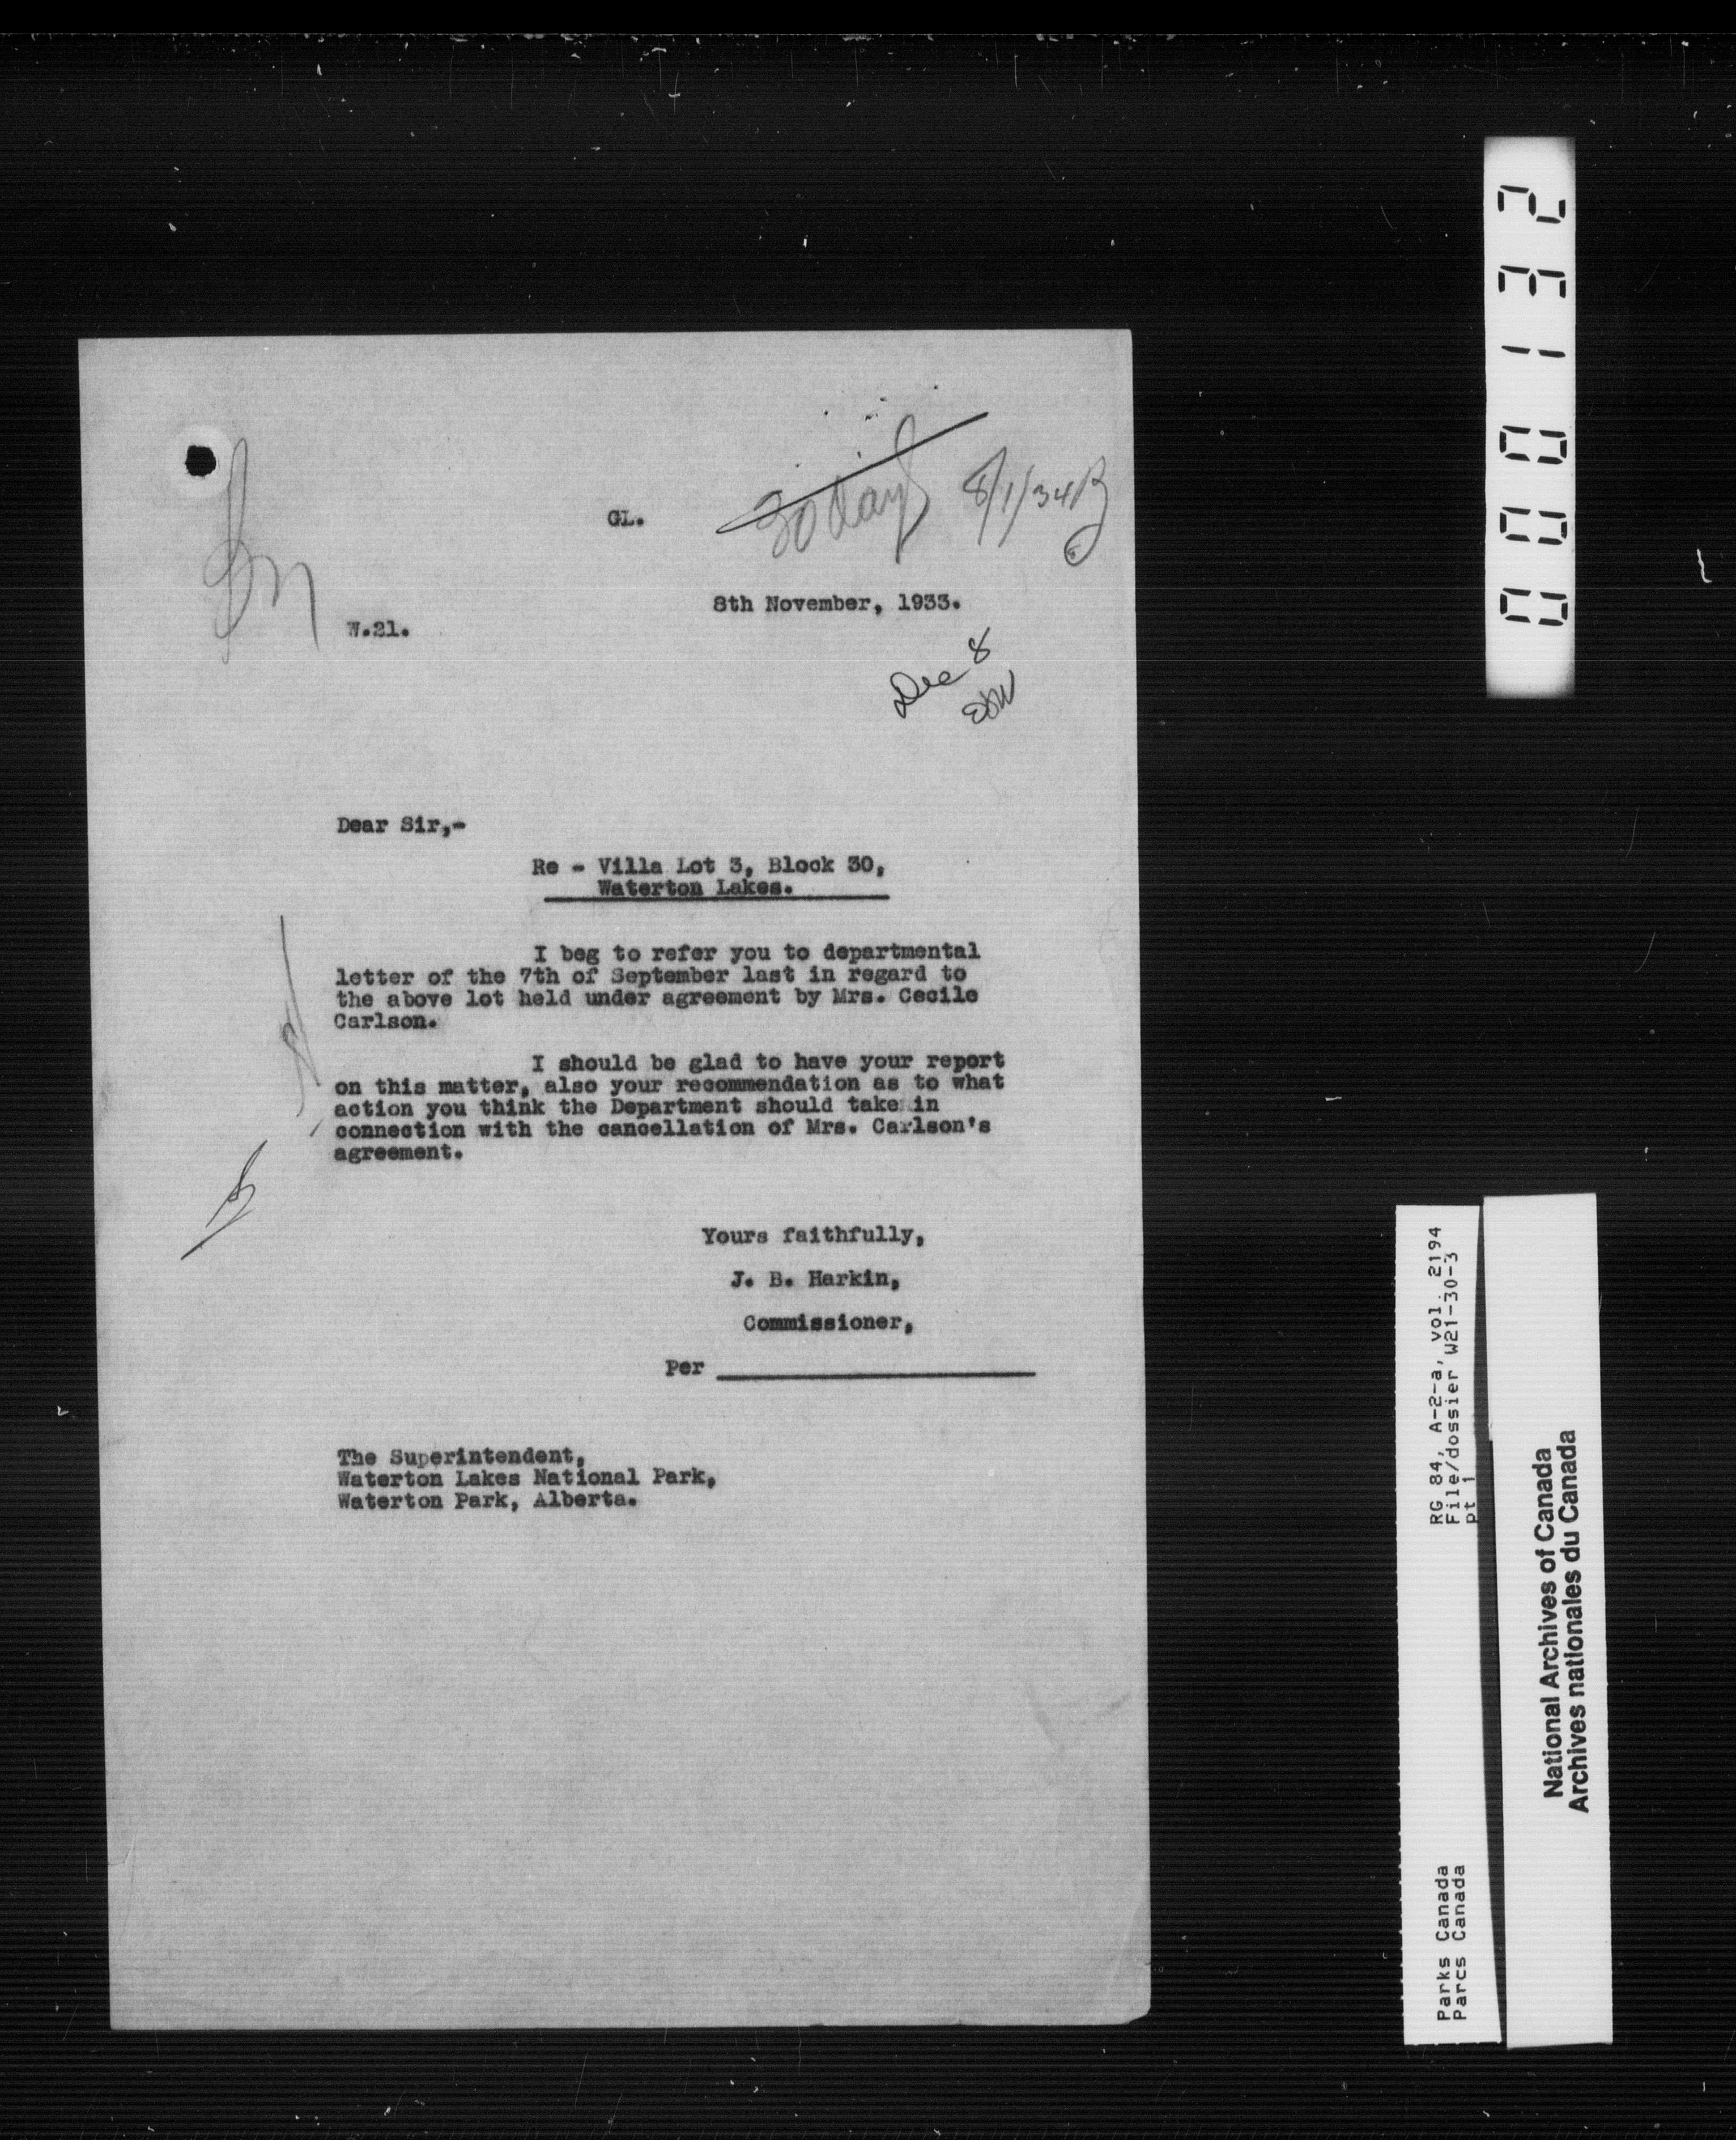 GL.
30 days
8/1/34
8th November, 1933.
W.21.
Dec 8
Dear Sir,-
Re - Villa Lot 3, Block 30,
Waterton Lakes.
I beg to refer you to departmental
letter of the 7th of September last in regard to
the above lot held under agreement by Mrs. Cecile
Carlson.
I should be glad to have your report
on this matter, also your recommendation as to what
action you think the Department should take in
connection with the cancellation of Mrs. Carlson's
agreement.
Yours faithfully,
J. B. Harkin,
Commissioner,
Per
The Superintendent,
Waterton Lakes National Park,
Waterton Park, Alberta.
000132
RG 84, A-2-a, vol. 2194
File/dossier W21-30-3
pt 1
Parks Canada
Parcs Canada
National Archives of Canada
Archives nationales du Canada